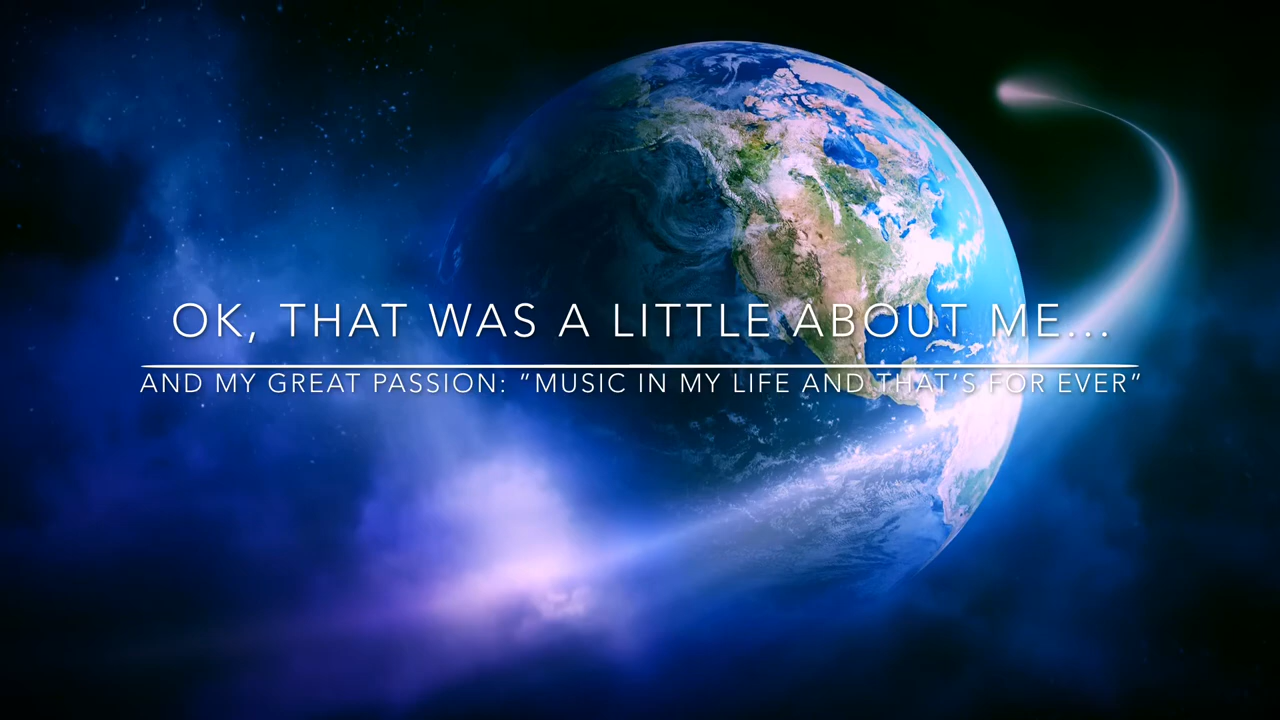 OK, THAT WAS A LITTLE ABOUT ME...
AND MY GREAT PASSION: “MUSIC IN MY LIFE AND THAT’S FOR EVER”